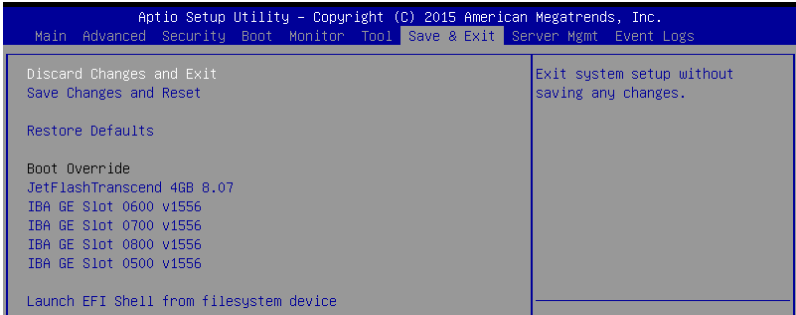 Aptio Setup Utility – Copyright (C) 2015 American Megatrends, Inc.
Main Advanced Security Boot Monitor Tool Save & Exit Server Mgmt Event Logs
Discard Changes and Exit
Save Changes and Reset
Restore Defaults
Boot Override
JetFlashTranscend 4GB 8.07
IBA GE Slot 0600 v1556
IBA GE Slot 0700 v1556
IBA GE Slot 0800 v1556
IBA GE Slot 0500 v1556
Launch EFI Shell from filesystem device
Exit system setup without
saving any changes.